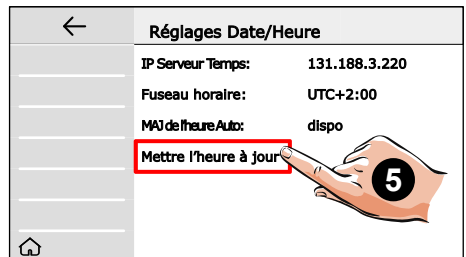 Réglages Date/Heure
IP Serveur Temps: 131.188.3.220
Fuseau horaire: UTC+2:00
MAJ de l'heure Auto: dispo
Mettre l'heure à jour
5